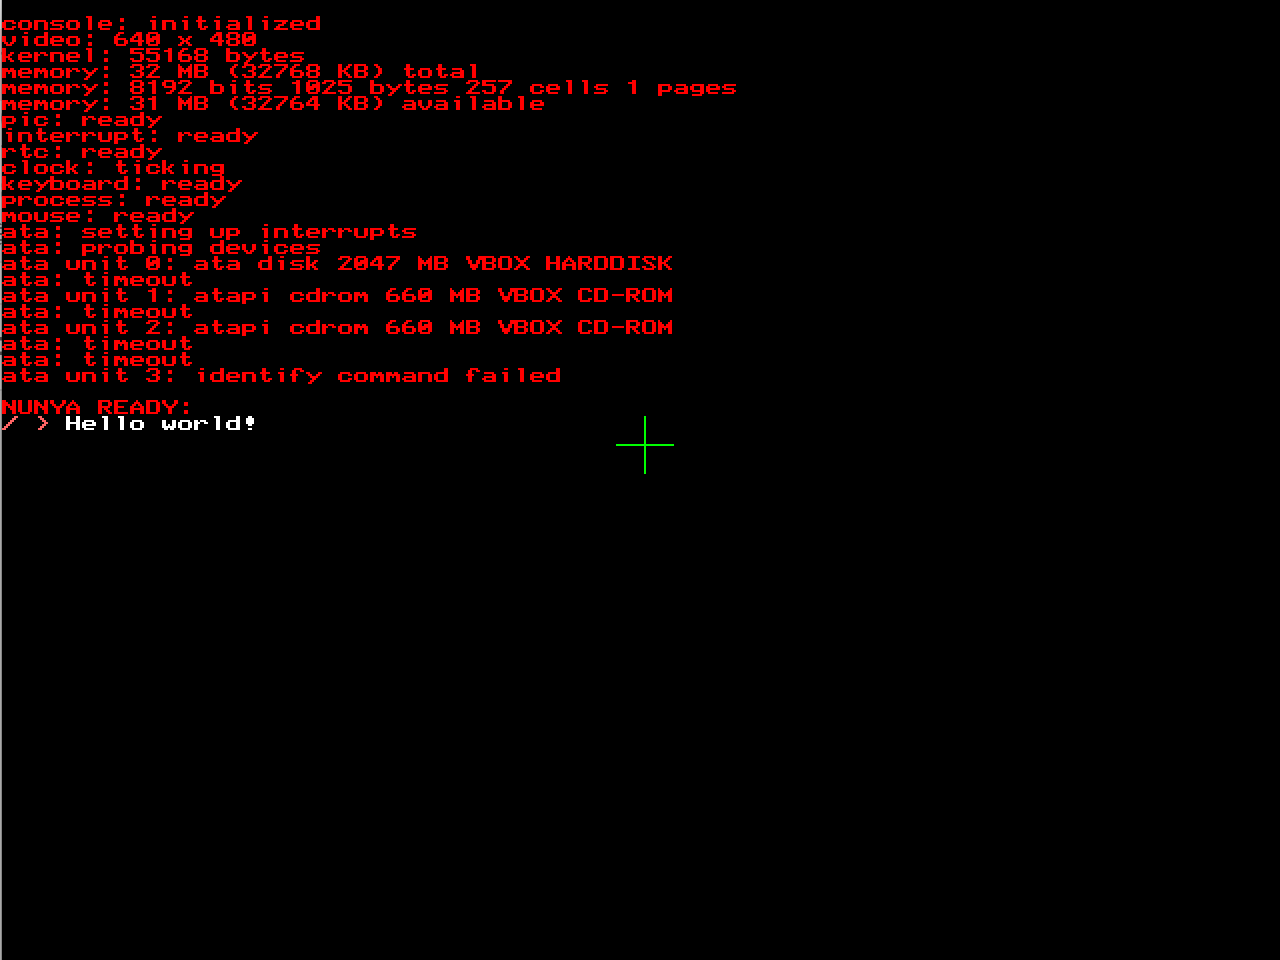 console: initialized
video: 640 x 480
kernel: 55168 bytes
memory: 32 MB (32768 KB) total
memory: 8192 bits 1025 bytes 257 cells 1 pages
memory: 31 MB (32764 KB) available
pic: ready
interrupt: ready
rtc: ready
clock: ticking
keyboard: ready
process: ready
mouse: ready
ata: setting up interrupts
ata: probing devices
ata unit 0: ata disk 2047 MB VBOX HARDDISK
ata: timeout
ata unit 1: atapi cdrom 660 MB VBOX CD-ROM
ata: timeout
ata unit 2: atapi cdrom 660 MB VBOX CD-ROM
ata: timeout
ata: timeout
ata unit 3: identify command failed
NUNYA READY:
/ > Hello world!